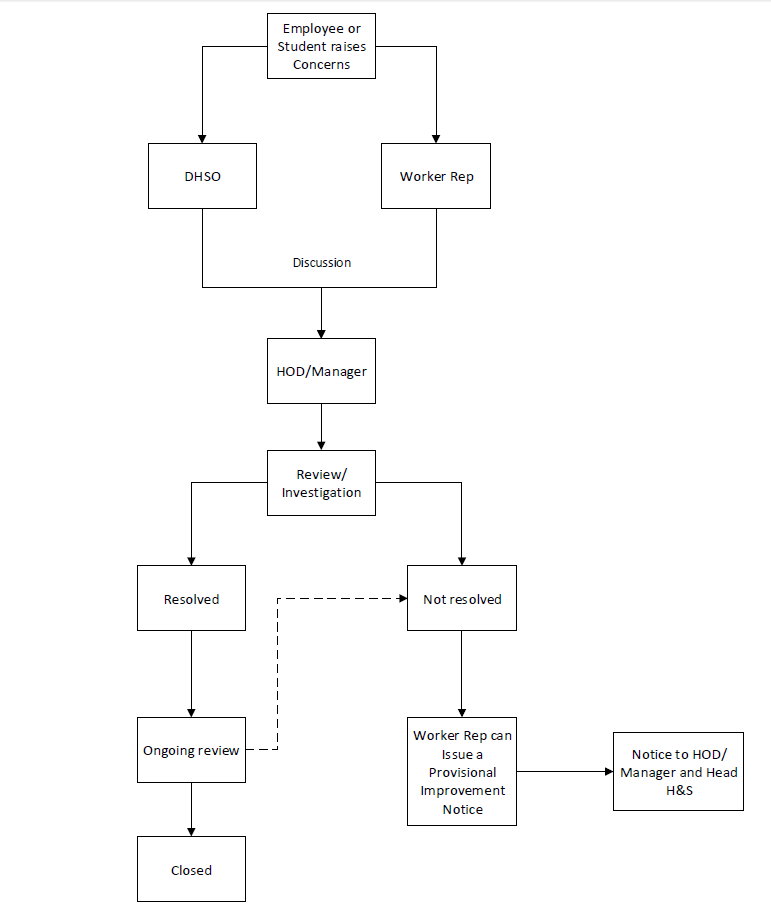 Employee or
Student raises
Concerns
DHSO
Worker Rep
Discussion
HOD/Manager
Review/
Investigation
Resolved
Not resolved
Ongoing review
Worker Rep can
Issue a
Provisional
Improvement
Notice
Notice to HOD/
Manager and Head
H&S
Closed